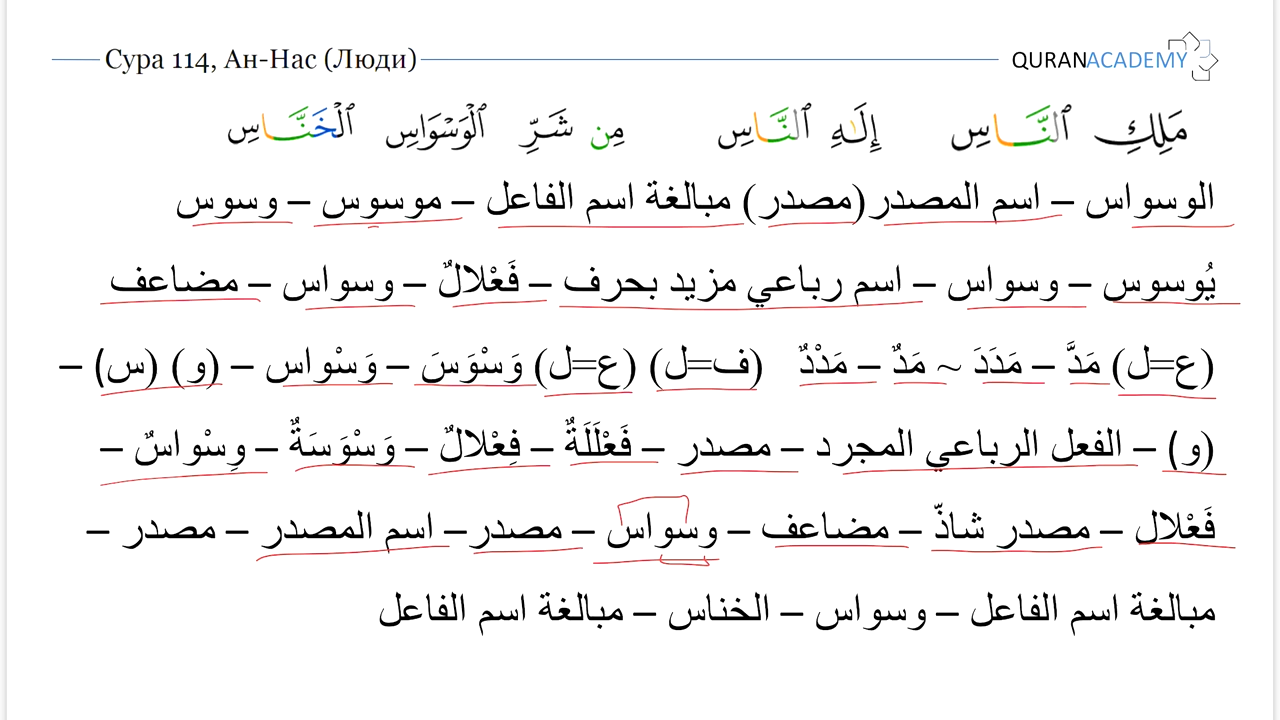 Сура 114, Ан-Нас (Люди)
QURANACADEMY
مَلِكِ ٱلنَّاسِ إِلَٰهِ ٱلنَّاسِ مِن شَرِّ ٱلْوَسْوَاسِ ٱلْخَنَّاسِ
الوسواس – اسم المصدر (مصدر) مبالغة اسم الفاعل – موسوس – وسوس
يُوسوس – وسواس – اسم رباعي مزيد بحرف – فَعْلالٌ – وسواس – مضاعف
(ع=ل) مَدَّ – مَدَدَ ~ مَدٌ – مَدْدٌ (ف=ل) (ع=ل) وَسْوَسَ – وَسْواس – (و) (س) –
(و) – الفعل الرباعي المجرد – مصدر – فَعْلَلَةٌ – فِعْلالٌ – وَسْوَسَةٌ – وِسْواسٌ –
فَعْلال – مصدر شاذّ – مضاعف – وسواس – مصدر – اسم المصدر – مصدر –
مبالغة اسم الفاعل – وسواس – الخناس – مبالغة اسم الفاعل